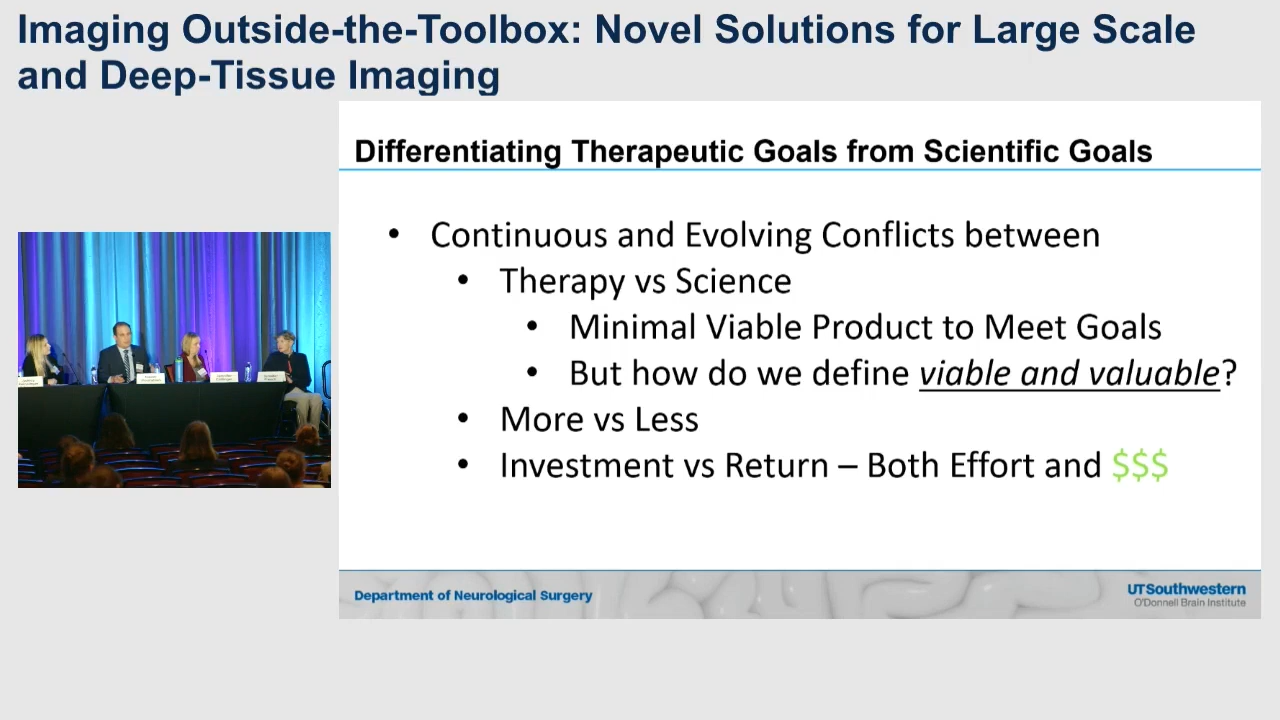 Imaging Outside-the-Toolbox: Novel Solutions for Large Scale
and Deep-Tissue Imaging
Differentiating Therapeutic Goals from Scientific Goals
• Continuous and Evolving Conflicts between
• Therapy vs Science
• Minimal Viable Product to Meet Goals
• But how do we define viable and valuable?
• More vs Less
• Investment vs Return – Both Effort and $$$
Department of Neurological Surgery
UTSouthwestern
O'Donnell Brain Institute